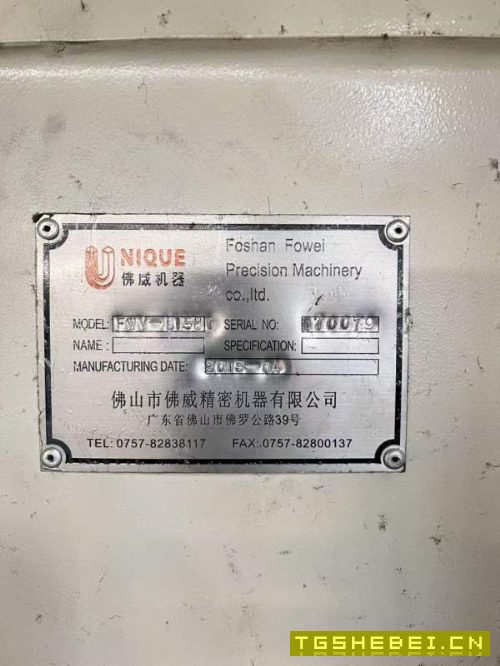 UNIQUE
佛威机器
Foshan Fowei
Precision Machinery
co.,ltd.
MODEL: SERIAL NO: Y0079
NAME: SPECIFICATION:
MANUFACTURING DATE:
佛山市佛威精密机器有限公司
广东省佛山市佛罗公路39号
TEL: 0757-82838117 FAX:.0757-82800137
TGSHEBEI.CN